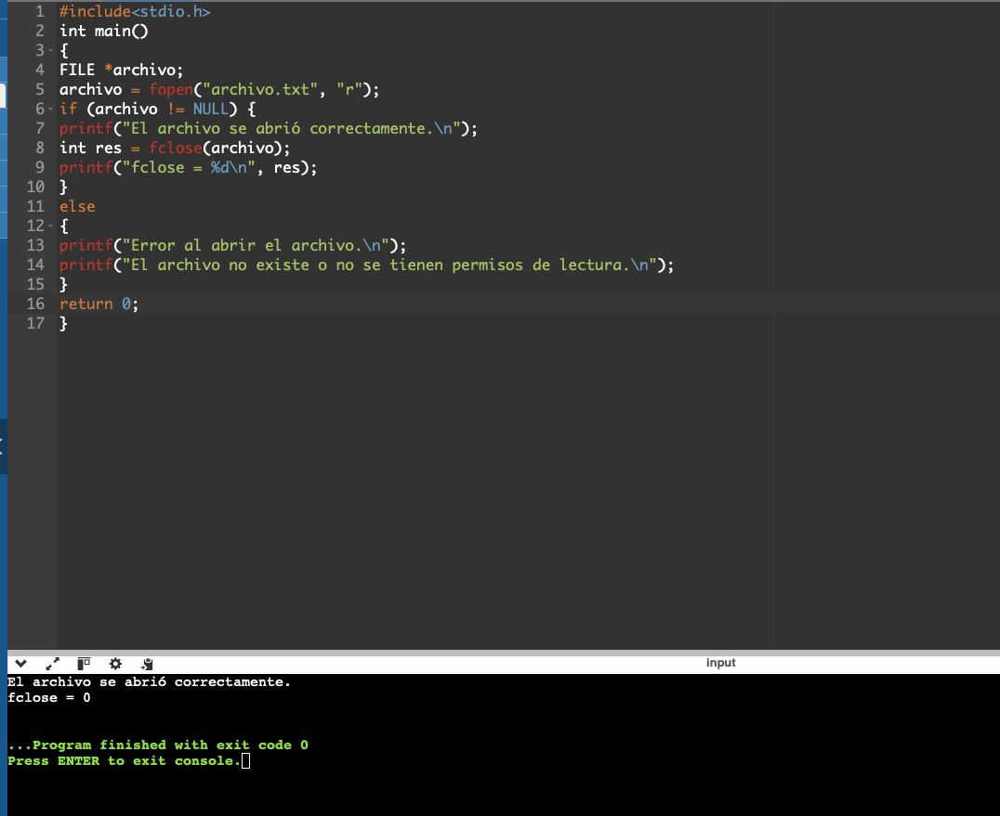 1 #include<stdio.h>
2 int main()
3 {
4 FILE *archivo;
5 archivo = fopen("archivo.txt", "r");
6 if (archivo != NULL) {
7 printf("El archivo se abrió correctamente.\n");
8 int res = fclose(archivo);
9 printf("fclose = %d\n", res);
10 }
11 else
12 {
13 printf("Error al abrir el archivo.\n");
14 printf("El archivo no existe o no se tienen permisos de lectura.\n");
15 }
16 return 0;
17 }
input
El archivo se abrió correctamente.
fclose = 0
...Program finished with exit code 0
Press ENTER to exit console.